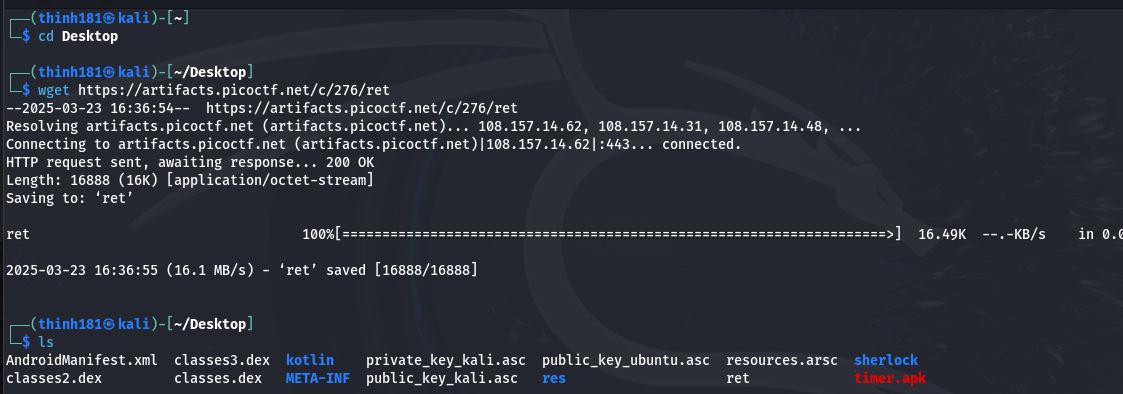 ┌──(thinh181㉿kali)-[~]
└─$ cd Desktop
┌──(thinh181㉿kali)-[~/Desktop]
└─$ wget https://artifacts.picoctf.net/c/276/ret
--2025-03-23 16:36:54--  https://artifacts.picoctf.net/c/276/ret
Resolving artifacts.picoctf.net (artifacts.picoctf.net)... 108.157.14.62, 108.157.14.31, 108.157.14.48, ...
Connecting to artifacts.picoctf.net (artifacts.picoctf.net)|108.157.14.62|:443... connected.
HTTP request sent, awaiting response... 200 OK
Length: 16888 (16K) [application/octet-stream]
Saving to: ‘ret’
ret 100%[====================================================================>] 16.49K --.-KB/s in 0.0
2025-03-23 16:36:55 (16.1 MB/s) - ‘ret’ saved [16888/16888]
┌──(thinh181㉿kali)-[~/Desktop]
└─$ ls
AndroidManifest.xml classes3.dex kotlin private_key_kali.asc public_key_ubuntu.asc resources.arsc sherlock
classes2.dex classes.dex META-INF public_key_kali.asc res ret timer.apk